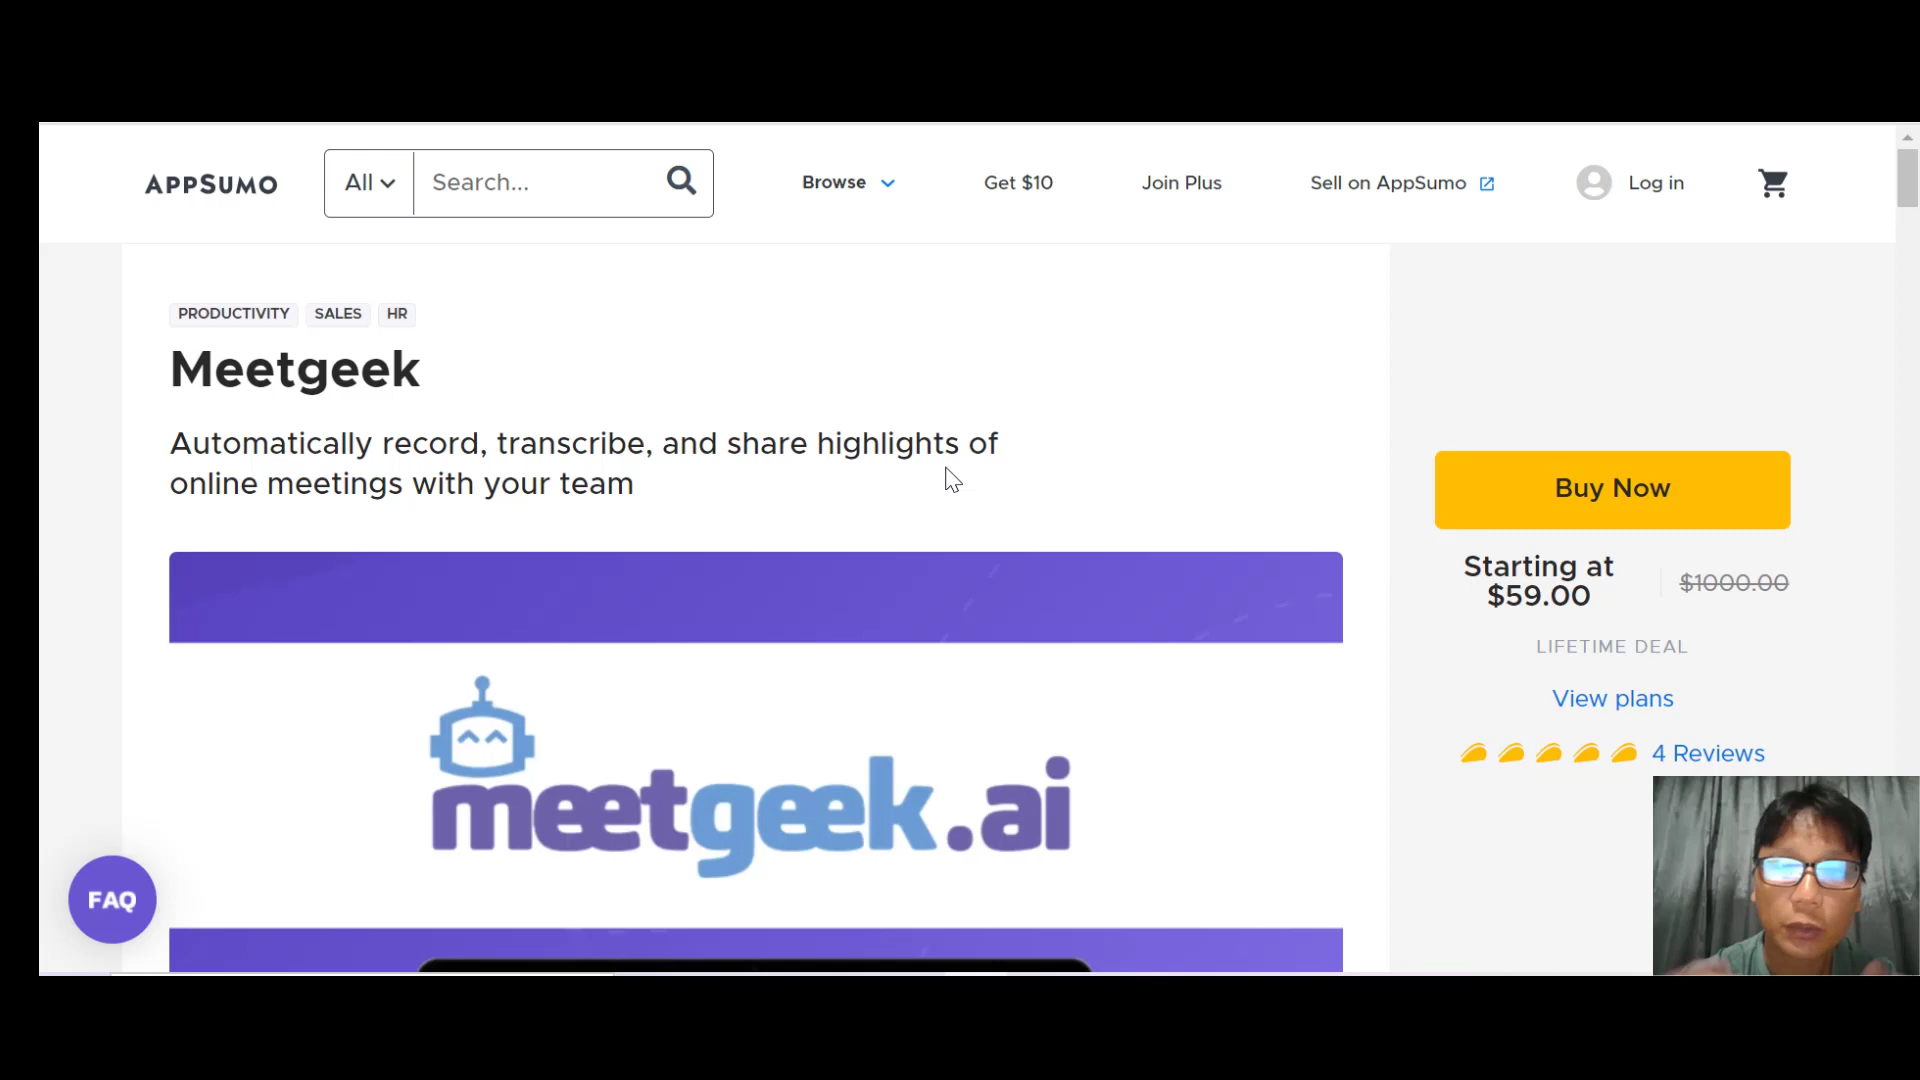 APPSUMO
All
Search...
Browse
Get $10
Join Plus
Sell on AppSumo
Log in
PRODUCTIVITY
SALES
HR
Meetgeek
Automatically record, transcribe, and share highlights of
online meetings with your team
Buy Now
Starting at
$59.00
$1000.00
LIFETIME DEAL
View plans
4 Reviews
meetgeek.ai
FAQ